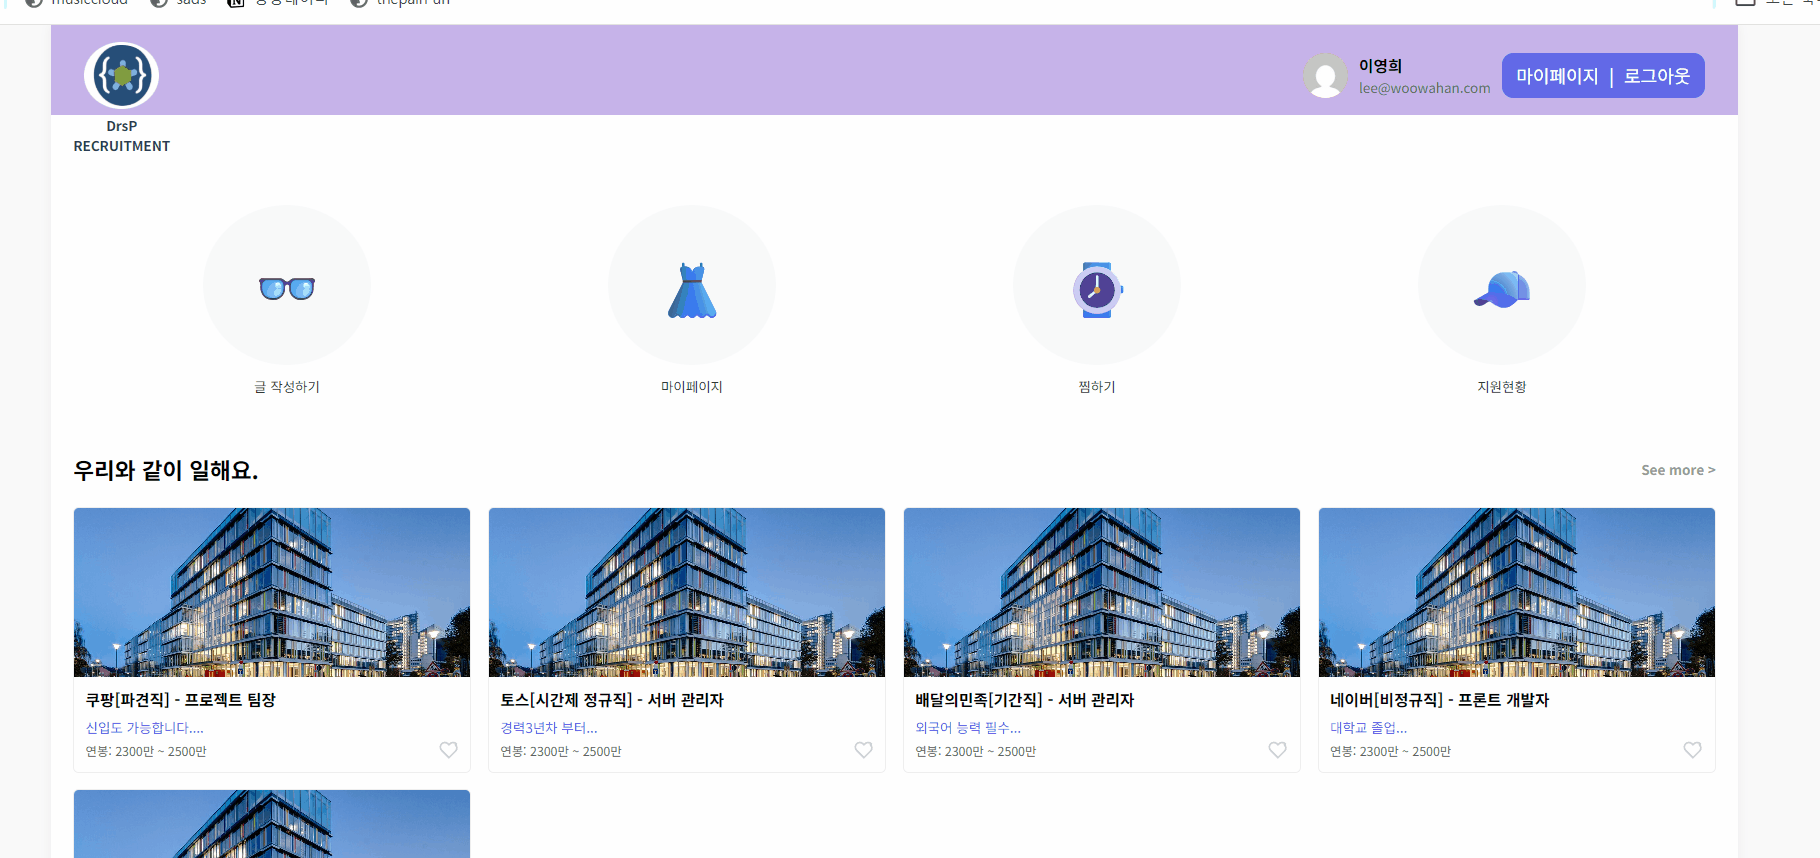 musiccloud
sads
thepain-un
이영희
lee@woowahan.com
마이페이지 | 로그아웃
DrsP
RECRUITMENT
글 작성하기
마이페이지
찜하기
지원현황
우리와 같이 일해요.
See more >
쿠팡[파견직] - 프로젝트 팀장
신입도 가능합니다....
연봉: 2300만 ~ 2500만
토스[시간제 정규직] - 서버 관리자
경력3년차 부터...
연봉: 2300만 ~ 2500만
배달의민족[기간직] - 서버 관리자
외국어 능력 필수...
연봉: 2300만 ~ 2500만
네이버[비정규직] - 프론트 개발자
대학교 졸업...
연봉: 2300만 ~ 2500만